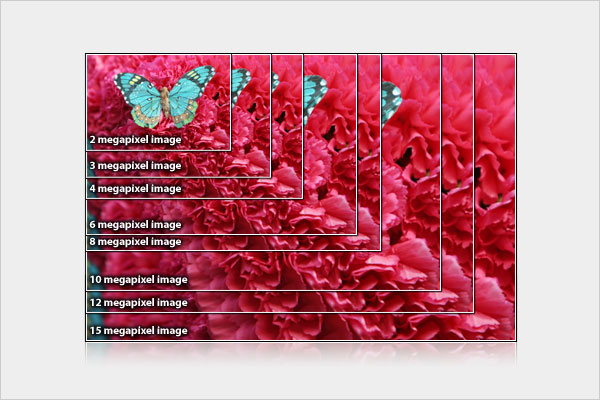 2 megapixel image
3 megapixel image
4 megapixel image
6 megapixel image
8 megapixel image
10 megapixel image
12 megapixel image
15 megapixel image